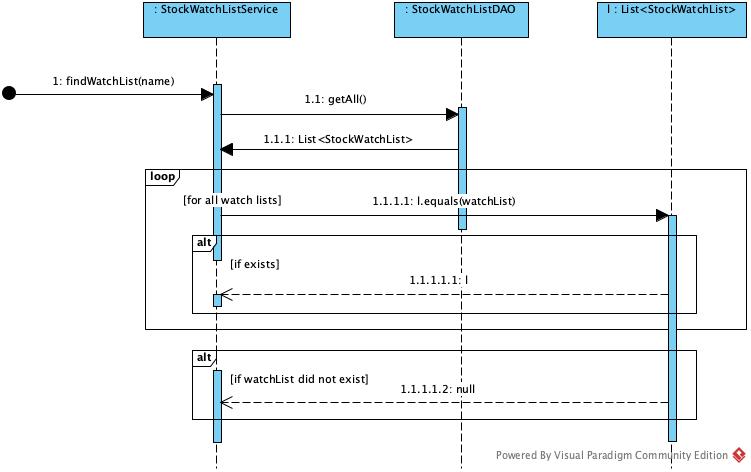 : StockWatchListService
: StockWatchListDAO
l : List<StockWatchList>
1: findWatchList(name)
1.1: getAll()
1.1.1: List<StockWatchList>
loop
[for all watch lists]
1.1.1.1: l.equals(watchList)
alt
[if exists]
1.1.1.1.1: l
alt
[if watchList did not exist]
1.1.1.1.2: null
Powered By Visual Paradigm Community Edition